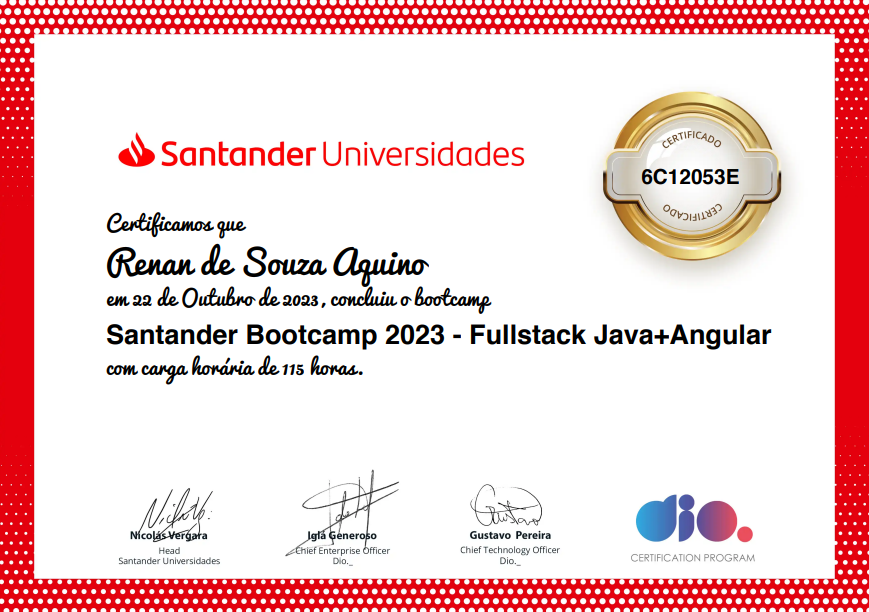 Santander Universidades
CERTIFICADO
6C12053E
CERTIFICADO
Certificamos que
Renan de Souza Aquino
em 22 de Outubro de 2023, concluiu o bootcamp
Santander Bootcamp 2023 - Fullstack Java+Angular
com carga horária de 115 horas.
Nicolás Vergara
Head
Santander Universidades
Iglá Generoso
Chief Enterprise Officer
Dio._
Gustavo Pereira
Chief Technology Officer
Dio._
dio.
CERTIFICATION PROGRAM